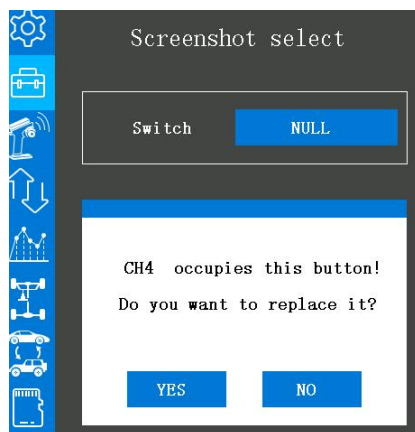 Screenshot select
Switch NULL
CH4 occupies this button!
Do you want to replace it?
YES NO